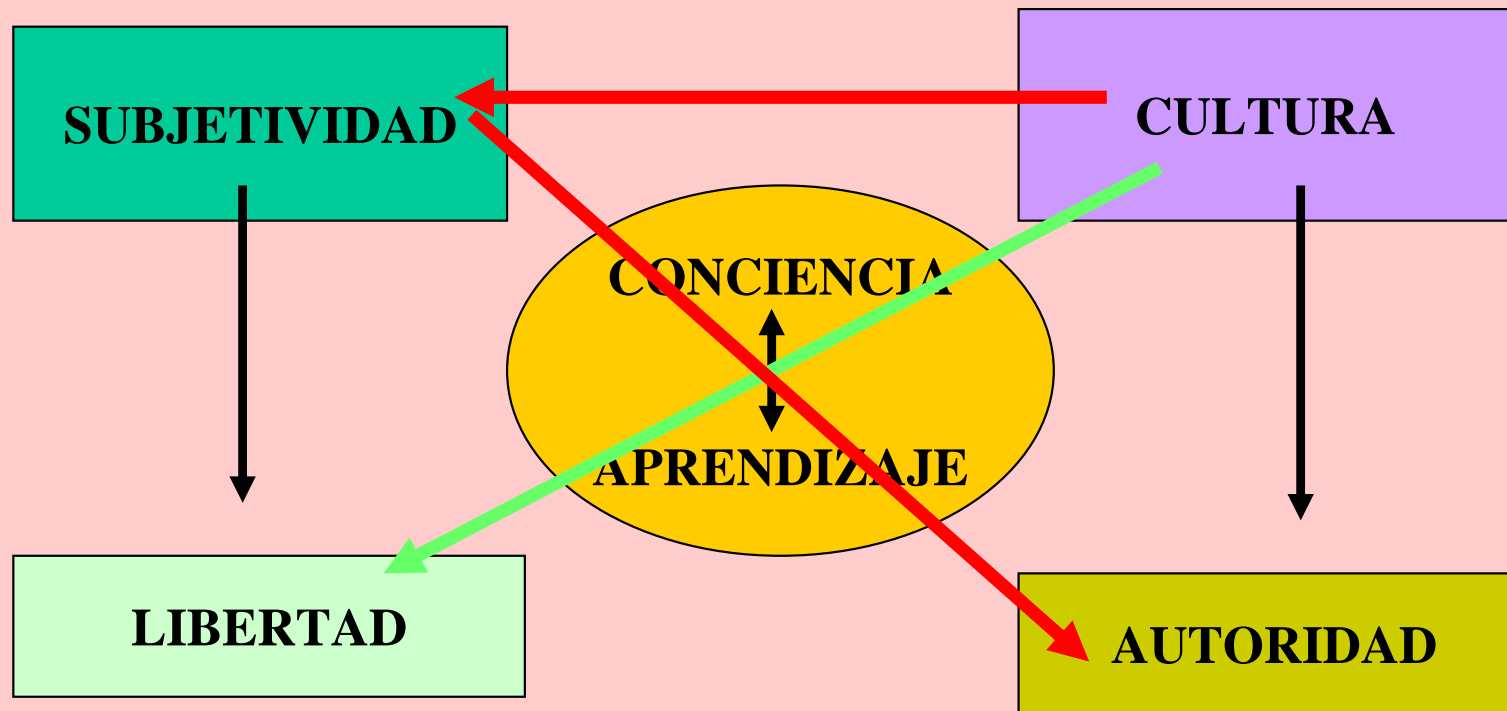 SUBJETIVIDAD
CULTURA
CONCIENCIA
APRENDIZAJE
LIBERTAD
AUTORIDAD